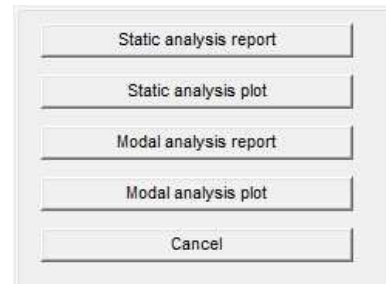 Static analysis report
Static analysis plot
Modal analysis report
Modal analysis plot
Cancel